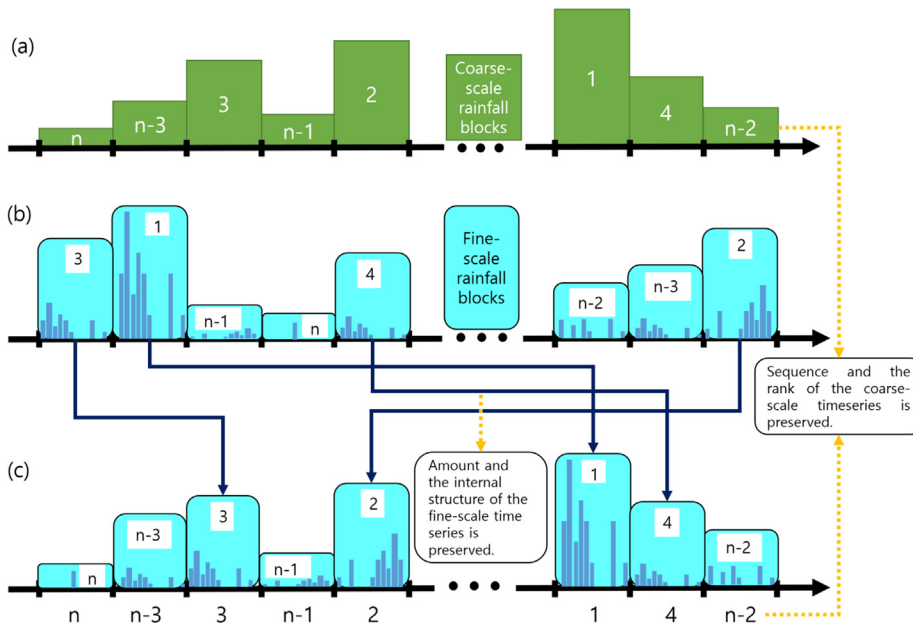 (a)
n
n-3
3
n-1
2
Coarse-
scale
rainfall
blocks
1
4
n-2
(b)
3
1
n-1
n
4
Fine-
scale
rainfall
blocks
n-2
n-3
2
Sequence and the
rank of the coarse-
scale timeseries is
preserved.
(c)
n
n-3
3
n-1
2
Amount and
the internal
structure of the
fine-scale time
series is
preserved.
1
4
n-2
n
n-3
3
n-1
2
1
4
n-2